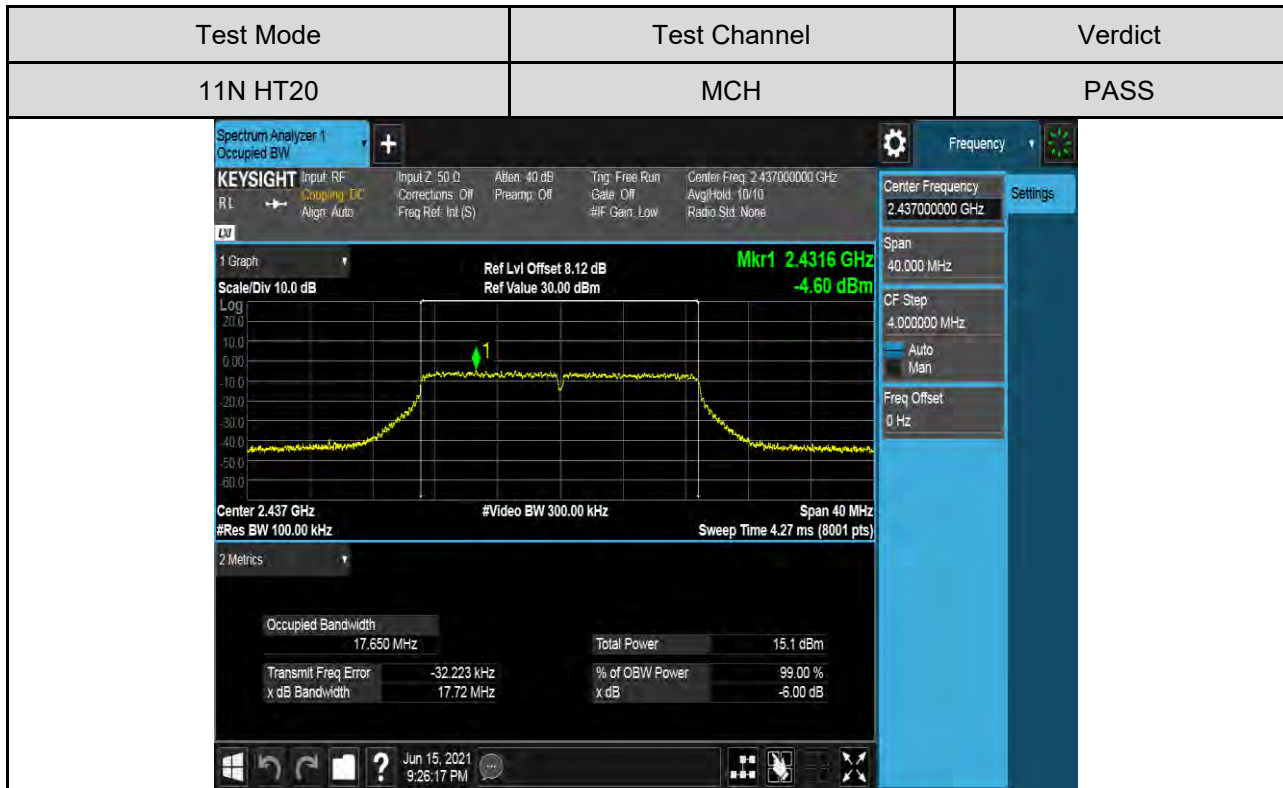 Test Mode Test Channel Verdict
11N HT20 MCH PASS
Spectrum Analyzer 1
Occupied BW
+
Frequency
KEYSIGHT Input: RF Input Z: 50 Ω Atten: 40 dB Trig: Free Run Center Freq: 2.437000000 GHz
RL Coupling: DC Corrections: Off Preamp: Off Gate: Off Avg|Hold: 10/10
Align: Auto Freq Ref: Int (S) #IF Gain: Low Radio Std: None
LXI
Center Frequency
2.437000000 GHz
Settings
Span
40.000 MHz
CF Step
4.000000 MHz
Auto
Man
Freq Offset
0 Hz
1 Graph Ref Lvl Offset 8.12 dB Mkr1 2.4316 GHz
Scale/Div 10.0 dB Ref Value 30.00 dBm -4.60 dBm
Log
20.0
10.0
1
0.00
-10.0
-20.0
-30.0
-40.0
-50.0
-60.0
Center 2.437 GHz #Video BW 300.00 kHz Span 40 MHz
#Res BW 100.00 kHz Sweep Time 4.27 ms (8001 pts)
2 Metrics
Occupied Bandwidth
17.650 MHz Total Power 15.1 dBm
Transmit Freq Error -32.223 kHz % of OBW Power 99.00 %
x dB Bandwidth 17.72 MHz x dB -6.00 dB
?
Jun 15, 2021
9:26:17 PM